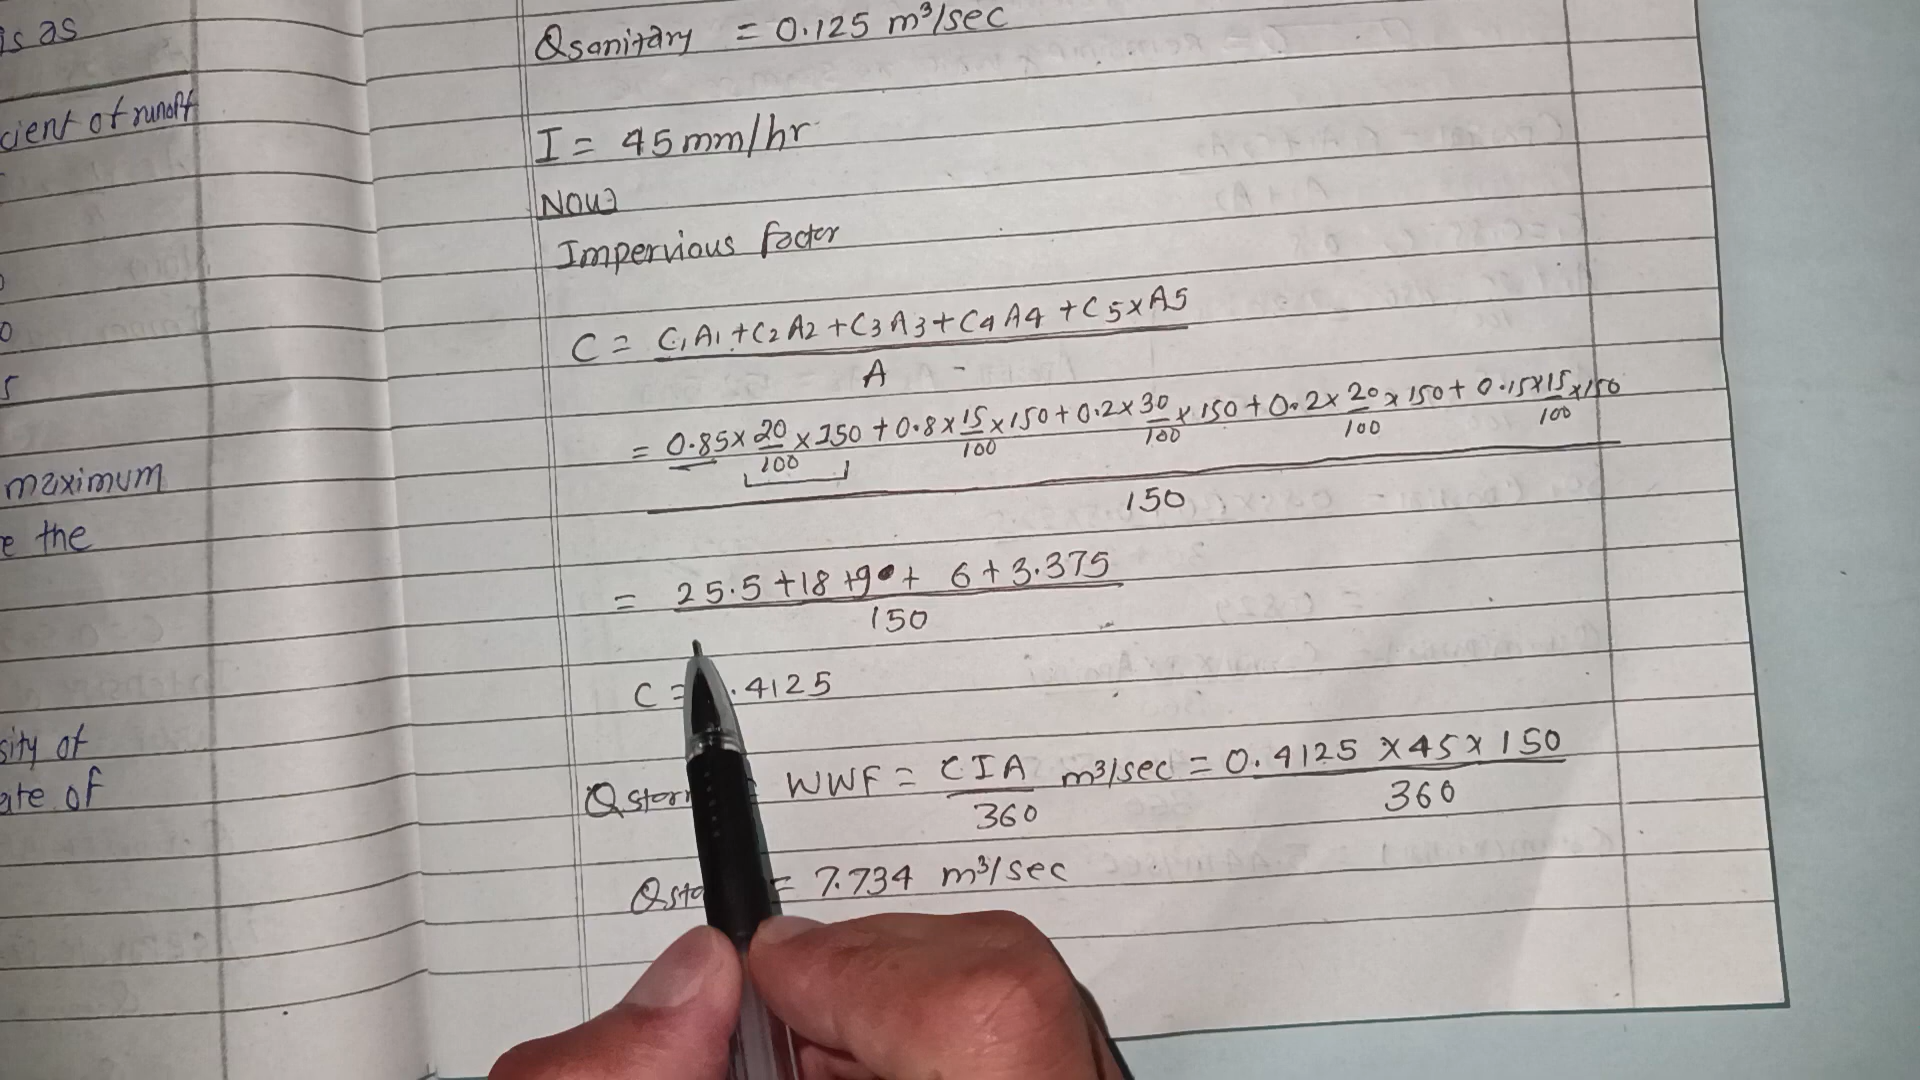 is as
cient of runoff
maximum
e the
sity of
ate of
Qsanitary = 0.125 m³/sec
I = 45mm/hr
Now
Impervious factor
C = C1A1+C2A2+C3A3+C4A4+C5×A5
A
= 0.85×20/100×150+0.8×15/100×150+0.2×30/100×150+0.2×20/100×150+0.15×15/100×150
150
= 25.5+18+9+ 6+3.375
150
C = .4125
Qstor = WWF = CIA/360 m³/sec = 0.4125 ×45×150/360
Qsto = 7.734 m³/sec